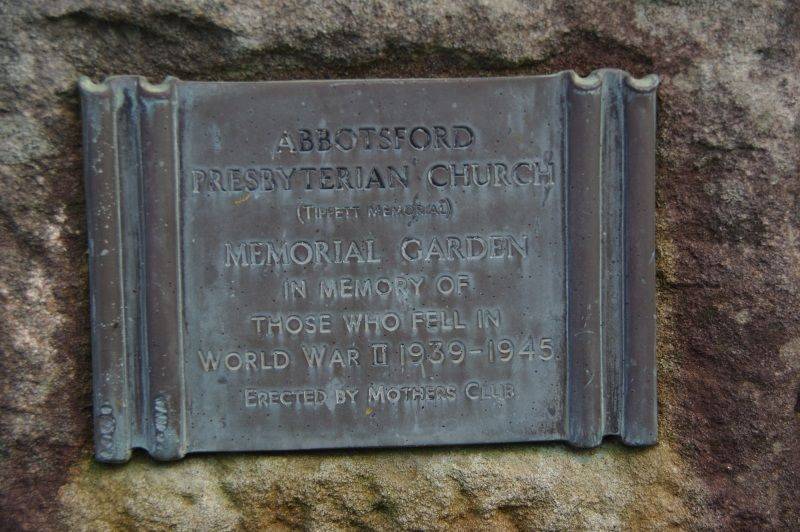 ABBOTSFORD
PRESBYTERIAN CHURCH
(TIPPETT MEMORIAL)
MEMORIAL GARDEN
IN MEMORY OF
THOSE WHO FELL IN
WORLD WAR II 1939-1945
ERECTED BY MOTHERS CLUB